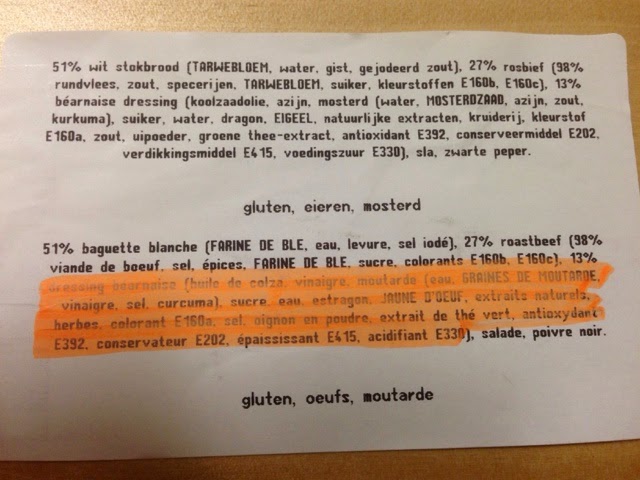 51% wit stokbrood (TARWEBLOEM, water, gist, gejodeerd zout), 27% rosbief (98%
rundvlees, zout, specerijen, TARWEBLOEM, suiker, kleurstoffen E160b, E160c), 13%
béarnaise dressing (koolzaadolie, azijn, mosterd (water, MOSTERDZAAD, azijn, zout,
kurkuma), suiker, water, dragon, EIGEEL, natuurlijke extracten, kruiderij, kleurstof
E160a, zout, uipoeder, groene thee-extract, antioxidant E392, conserveermiddel E202,
verdikkingsmiddel E415, voedingszuur E330), sla, zwarte peper.
gluten, eieren, mosterd
51% baguette blanche (FARINE DE BLE, eau, levure, sel iodé), 27% roastbeef (98%
viande de boeuf, sel, épices, FARINE DE BLE, sucre, colorants E160b, E160c), 13%
dressing béarnaise (huile de colza, vinaigre, moutarde (eau, GRAINES DE MOUTARDE,
vinaigre, sel, curcuma), sucre, eau, estragon, JAUNE D'OEUF, extraits naturels,
herbes, colorant E160a, sel, oignon en poudre, extrait de thé vert, antioxydant
E392, conservateur E202, épaississant E415, acidifiant E330), salade, poivre noir.
gluten, oeufs, moutarde